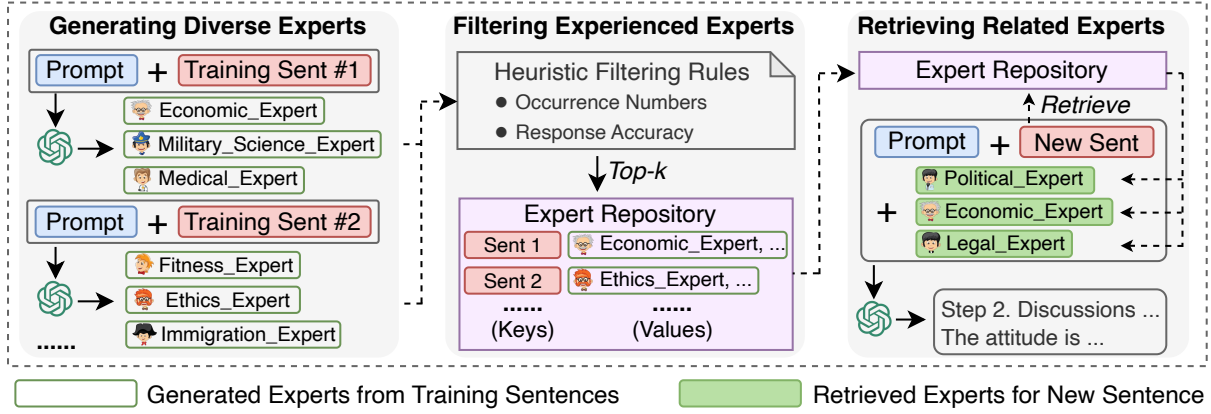 Generating Diverse Experts
Prompt + Training Sent #1
Economic_Expert
Military_Science_Expert
Medical_Expert
Prompt + Training Sent #2
Fitness_Expert
Ethics_Expert
Immigration_Expert
......
Filtering Experienced Experts
Heuristic Filtering Rules
● Occurrence Numbers
● Response Accuracy
Top-k
Expert Repository
Sent 1 Economic_Expert, ...
Sent 2 Ethics_Expert, ...
...... ......
(Keys) (Values)
Retrieving Related Experts
Expert Repository
Retrieve
Prompt + New Sent
Political_Expert
+ Economic_Expert
Legal_Expert
Step 2. Discussions ...
The attitude is ...
Generated Experts from Training Sentences
Retrieved Experts for New Sentence